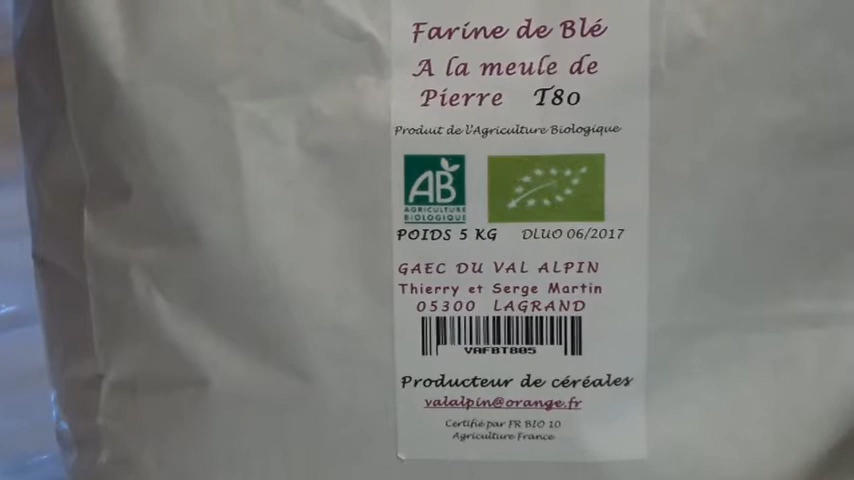 Farine de Blé
A la meule de
Pierre T80
Produit de l'Agriculture Biologique
AB
AGRICULTURE
BIOLOGIQUE
POIDS 5 KG DLUO 06/2017
GAEC DU VAL ALPIN
Thierry et Serge Martin
05300 LAGRAND
VAFBT805
Producteur de céréales
valalpin@orange.fr
Certifié par FR BIO 10
Agriculture France